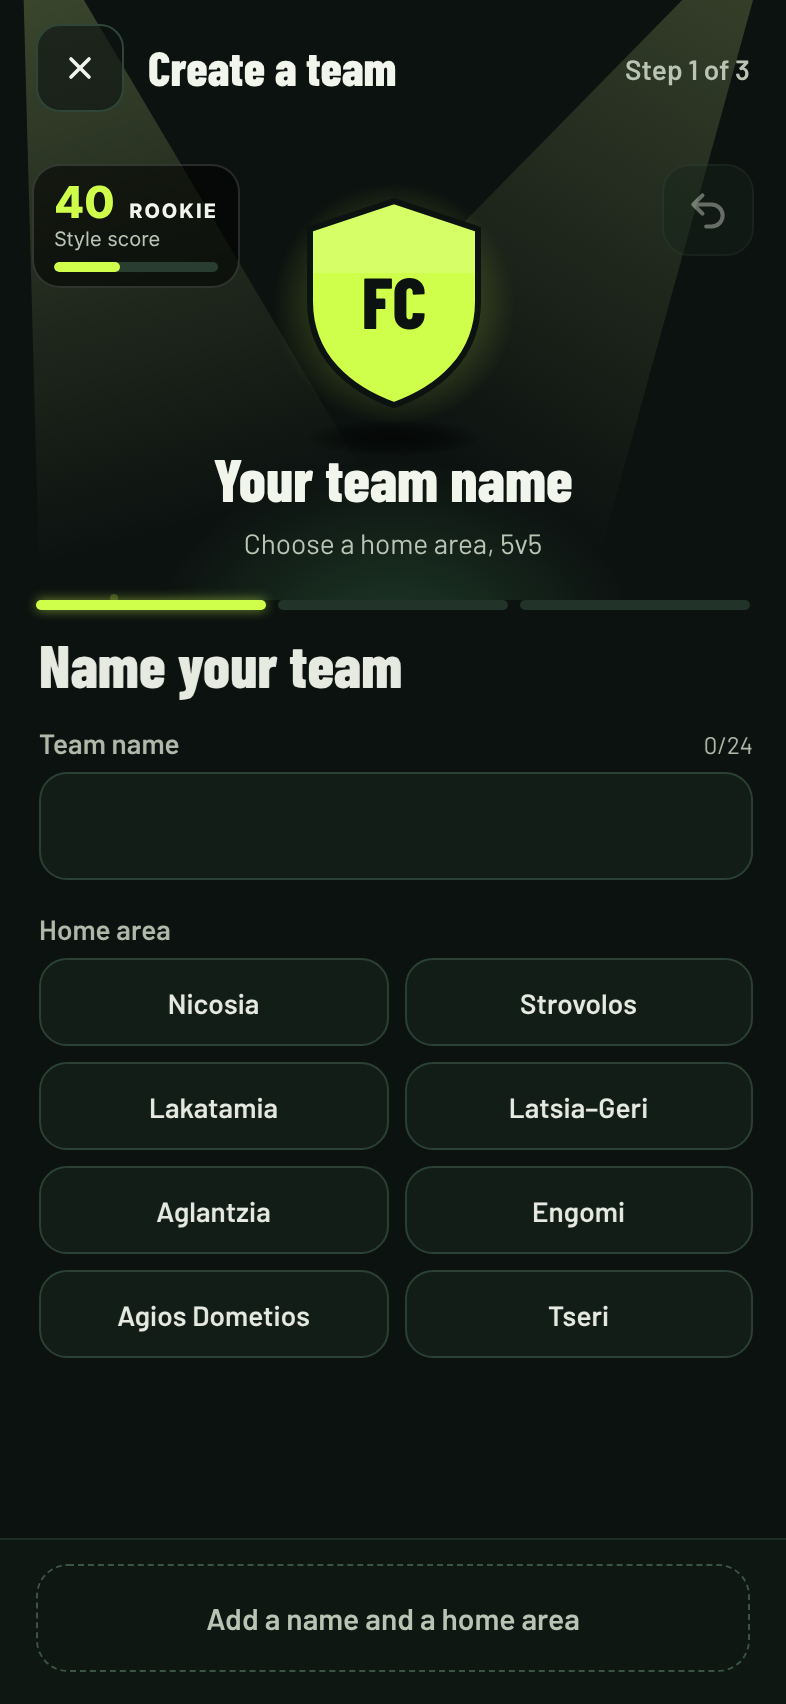 Create a team
Step 1 of 3
40 ROOKIE
Style score
FC
Your team name
Choose a home area, 5v5
Name your team
Team name
0/24
Home area
Nicosia
Strovolos
Lakatamia
Latsia–Geri
Aglantzia
Engomi
Agios Dometios
Tseri
Add a name and a home area